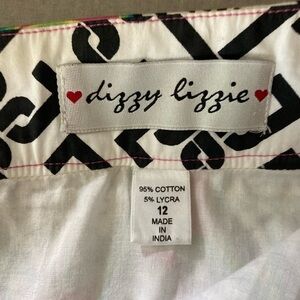 dizzy lizzie
95% COTTON
5% LYCRA
12
MADE
IN
INDIA